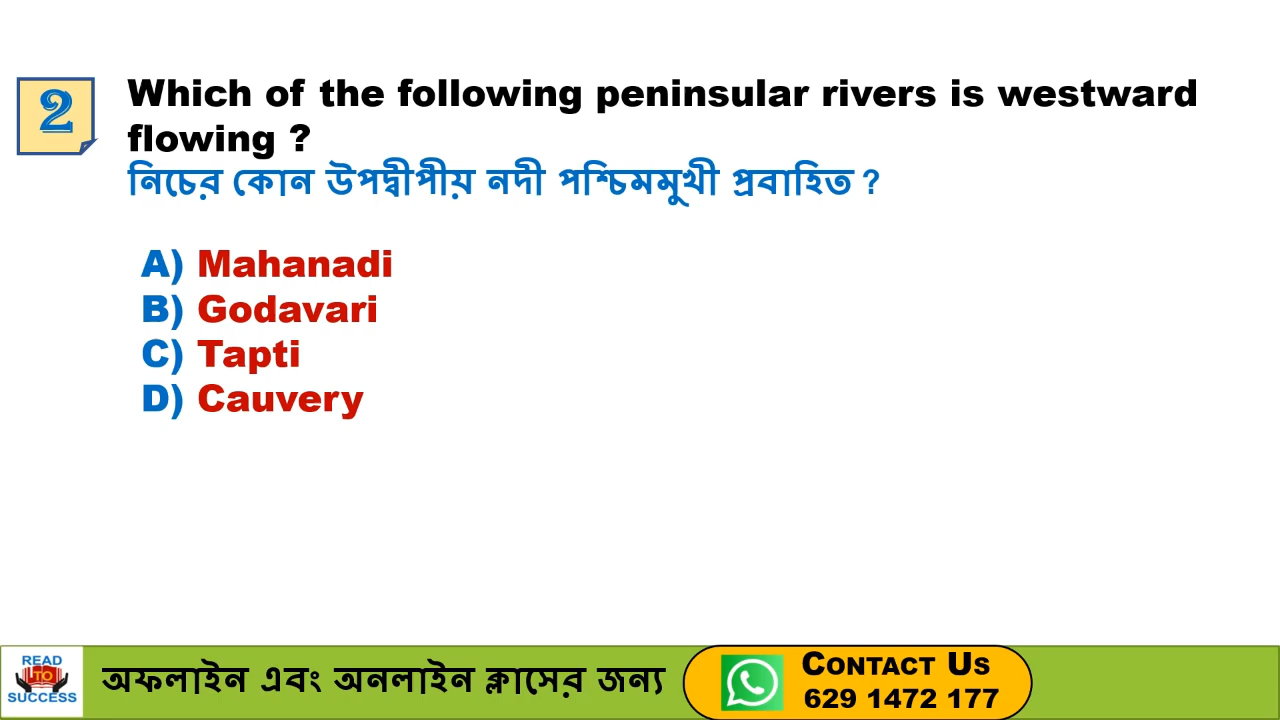 2
Which of the following peninsular rivers is westward
flowing ?
নিচের কোন উপদ্বীপীয় নদী পশ্চিমমুখী প্রবাহিত ?
A) Mahanadi
B) Godavari
C) Tapti
D) Cauvery
READ
TO
SUCCESS
অফলাইন এবং অনলাইন ক্লাসের জন্য
CONTACT US
629 1472 177